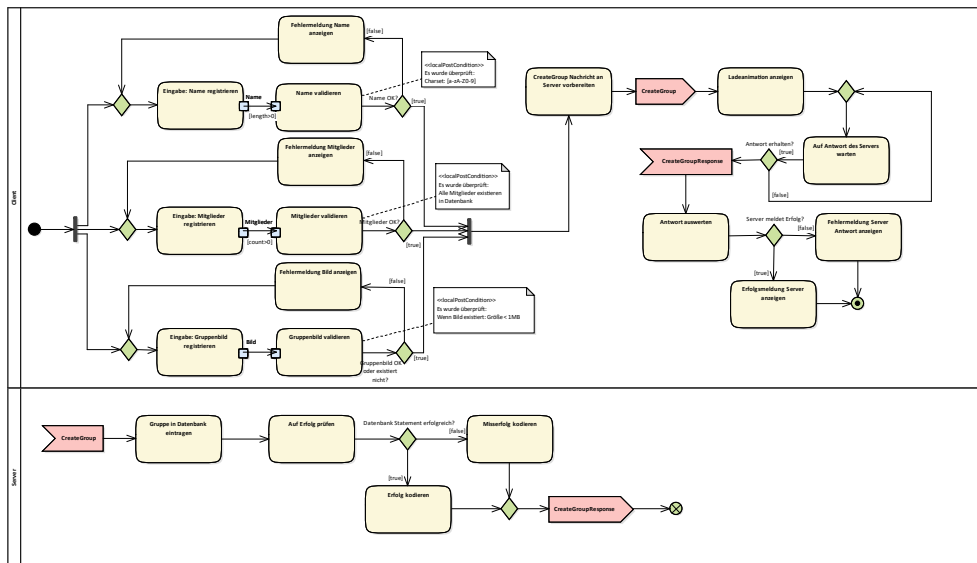 Client
Fehlermeldung Name
anzeigen
[false]
Eingabe: Name registrieren
Name
[length>0]
Name validieren
Name OK?
[true]
<<localPostCondition>>
Es wurde überprüft:
Charset: [a-zA-Z0-9]
Fehlermeldung Mitglieder
anzeigen
[false]
Eingabe: Mitglieder
registrieren
Mitglieder
[count>0]
Mitglieder validieren
Mitglieder OK?
[true]
<<localPostCondition>>
Es wurde überprüft:
Alle Mitglieder existieren
in Datenbank
Fehlermeldung Bild anzeigen
[false]
Eingabe: Gruppenbild
registrieren
Bild
Gruppenbild validieren
Gruppenbild OK
oder existiert
nicht?
[true]
<<localPostCondition>>
Es wurde überprüft:
Wenn Bild existiert: Größe < 1MB
CreateGroup Nachricht an
Server vorbereiten
CreateGroup
Ladeanimation anzeigen
Auf Antwort des Servers
warten
Antwort erhalten?
[true]
[false]
CreateGroupResponse
Antwort auswerten
Server meldet Erfolg?
[false]
Fehlermeldung Server
Antwort anzeigen
[true]
Erfolgsmeldung Server
anzeigen
Server
CreateGroup
Gruppe in Datenbank
eintragen
Auf Erfolg prüfen
Datenbank Statement erfolgreich?
[false]
Misserfolg kodieren
[true]
Erfolg kodieren
CreateGroupResponse